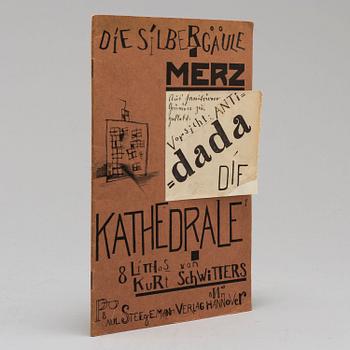 DiE SiLBERGÄULE
MERZ
Vorsicht: ANTI=
=dada
DiE
KATHEDRALE
8 LiTHOS von
KuRT SCHWiTTERS
PAUL STEEGEMANN VERLAG HANNOVER